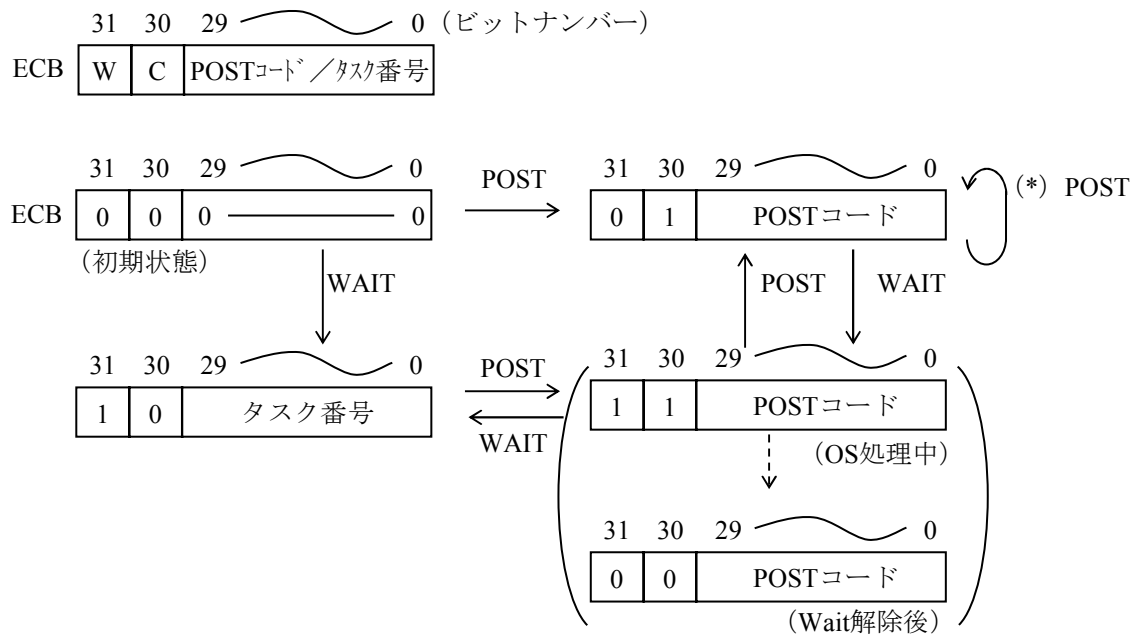 31 30 29 0（ビットナンバー）
ECB W C POSTｺｰﾄﾞ／ﾀｽｸ番号
31 30 29 0 31 30 29 0
POST (*) POST
ECB 0 0 0 0 0 1 POSTコード
（初期状態）
WAIT POST WAIT
31 30 29 0 31 30 29 0
POST
1 0 タスク番号 1 1 POSTコード
WAIT
（OS処理中）
31 30 29 0
0 0 POSTコード
（Wait解除後）